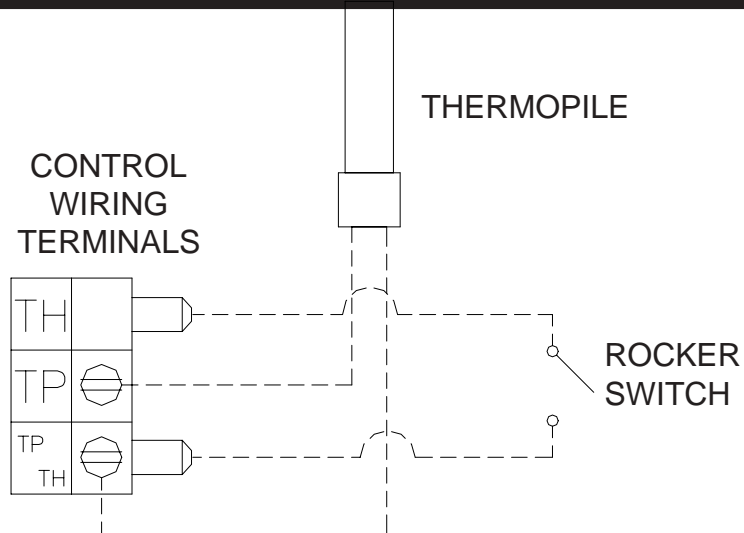 THERMOPILE
CONTROL
WIRING
TERMINALS
TH
TP
TP
TH
ROCKER
SWITCH